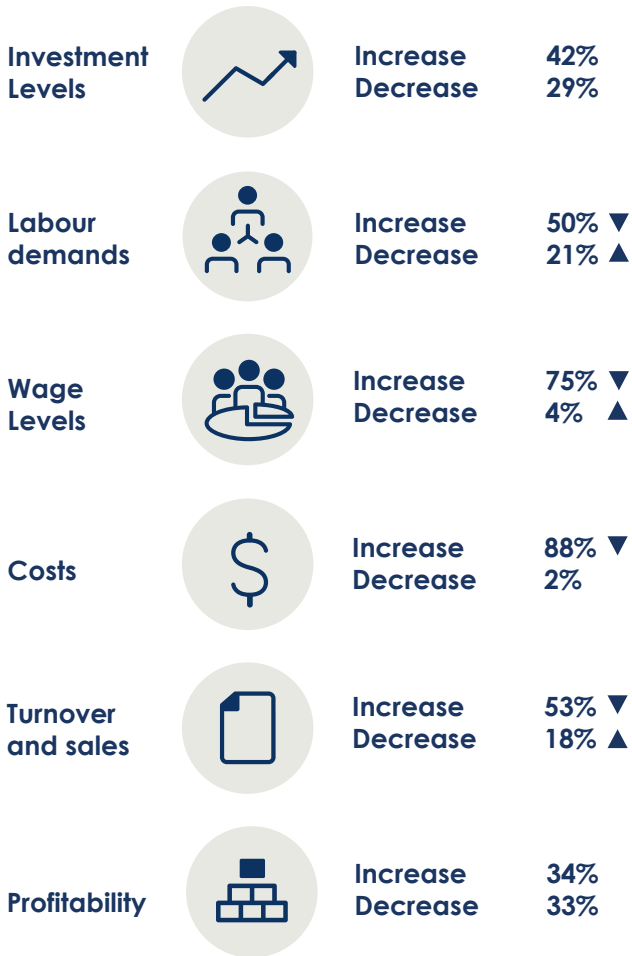 Investment Levels
Increase 42%
Decrease 29%
Labour demands
Increase 50% ▼
Decrease 21% ▲
Wage Levels
Increase 75% ▼
Decrease 4% ▲
Costs
$
Increase 88% ▼
Decrease 2%
Turnover and sales
Increase 53% ▼
Decrease 18% ▲
Profitability
Increase 34%
Decrease 33%